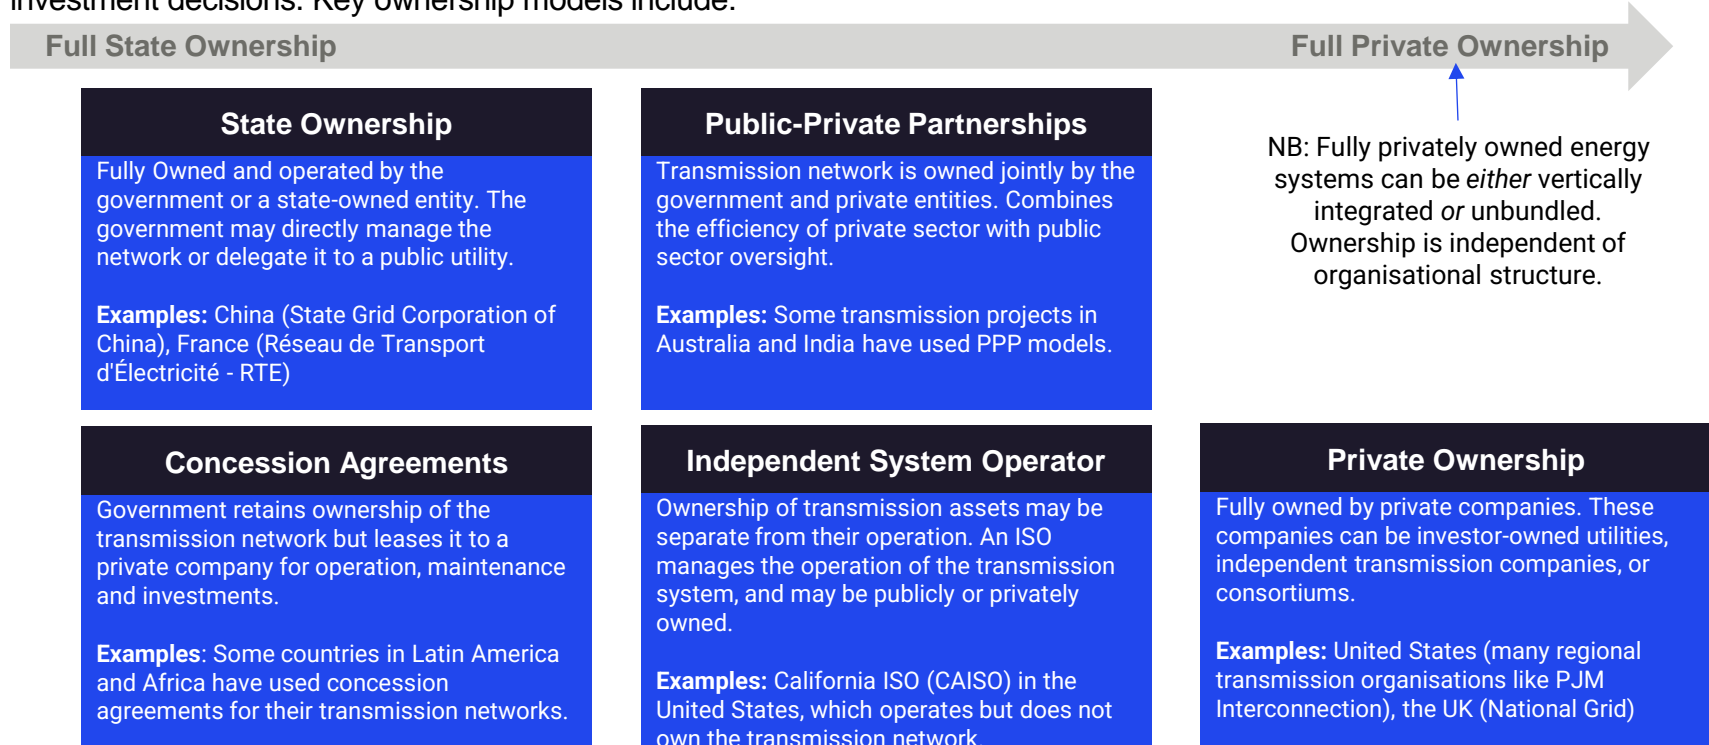 investment decisions. Key ownership models include:
Full State Ownership
Full Private Ownership
NB: Fully privately owned energy
systems can be either vertically
integrated or unbundled.
Ownership is independent of
organisational structure.
State Ownership
Fully Owned and operated by the
government or a state-owned entity. The
government may directly manage the
network or delegate it to a public utility.
Examples: China (State Grid Corporation of
China), France (Réseau de Transport
d'Électricité - RTE)
Public-Private Partnerships
Transmission network is owned jointly by the
government and private entities. Combines
the efficiency of private sector with public
sector oversight.
Examples: Some transmission projects in
Australia and India have used PPP models.
Concession Agreements
Government retains ownership of the
transmission network but leases it to a
private company for operation, maintenance
and investments.
Examples: Some countries in Latin America
and Africa have used concession
agreements for their transmission networks.
Independent System Operator
Ownership of transmission assets may be
separate from their operation. An ISO
manages the operation of the transmission
system, and may be publicly or privately
owned.
Examples: California ISO (CAISO) in the
United States, which operates but does not
own the transmission network.
Private Ownership
Fully owned by private companies. These
companies can be investor-owned utilities,
independent transmission companies, or
consortiums.
Examples: United States (many regional
transmission organisations like PJM
Interconnection), the UK (National Grid)